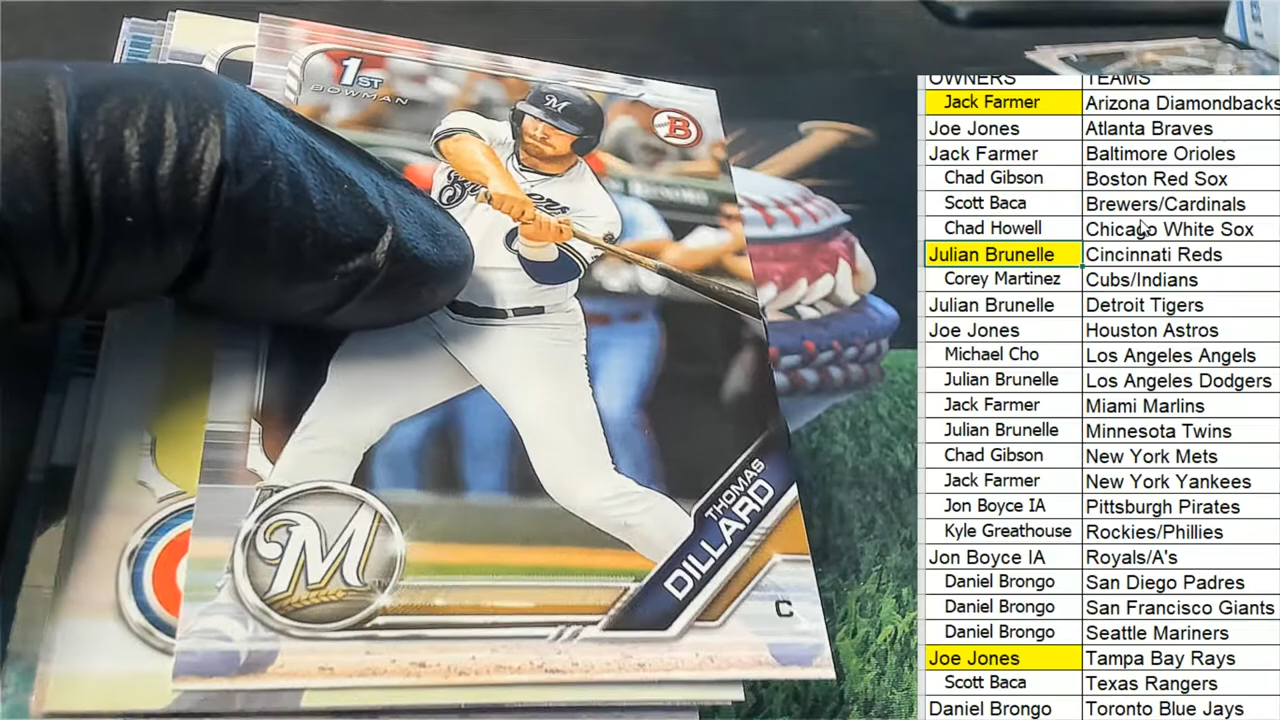 1ST
BOWMAN
B
M
Brewers
THOMAS
DILLARD
M
C
OWNERS TEAMS
Jack Farmer Arizona Diamondbacks
Joe Jones Atlanta Braves
Jack Farmer Baltimore Orioles
Chad Gibson Boston Red Sox
Scott Baca Brewers/Cardinals
Chad Howell Chicago White Sox
Julian Brunelle Cincinnati Reds
Corey Martinez Cubs/Indians
Julian Brunelle Detroit Tigers
Joe Jones Houston Astros
Michael Cho Los Angeles Angels
Julian Brunelle Los Angeles Dodgers
Jack Farmer Miami Marlins
Julian Brunelle Minnesota Twins
Chad Gibson New York Mets
Jack Farmer New York Yankees
Jon Boyce IA Pittsburgh Pirates
Kyle Greathouse Rockies/Phillies
Jon Boyce IA Royals/A's
Daniel Brongo San Diego Padres
Daniel Brongo San Francisco Giants
Daniel Brongo Seattle Mariners
Joe Jones Tampa Bay Rays
Scott Baca Texas Rangers
Daniel Brongo Toronto Blue Jays